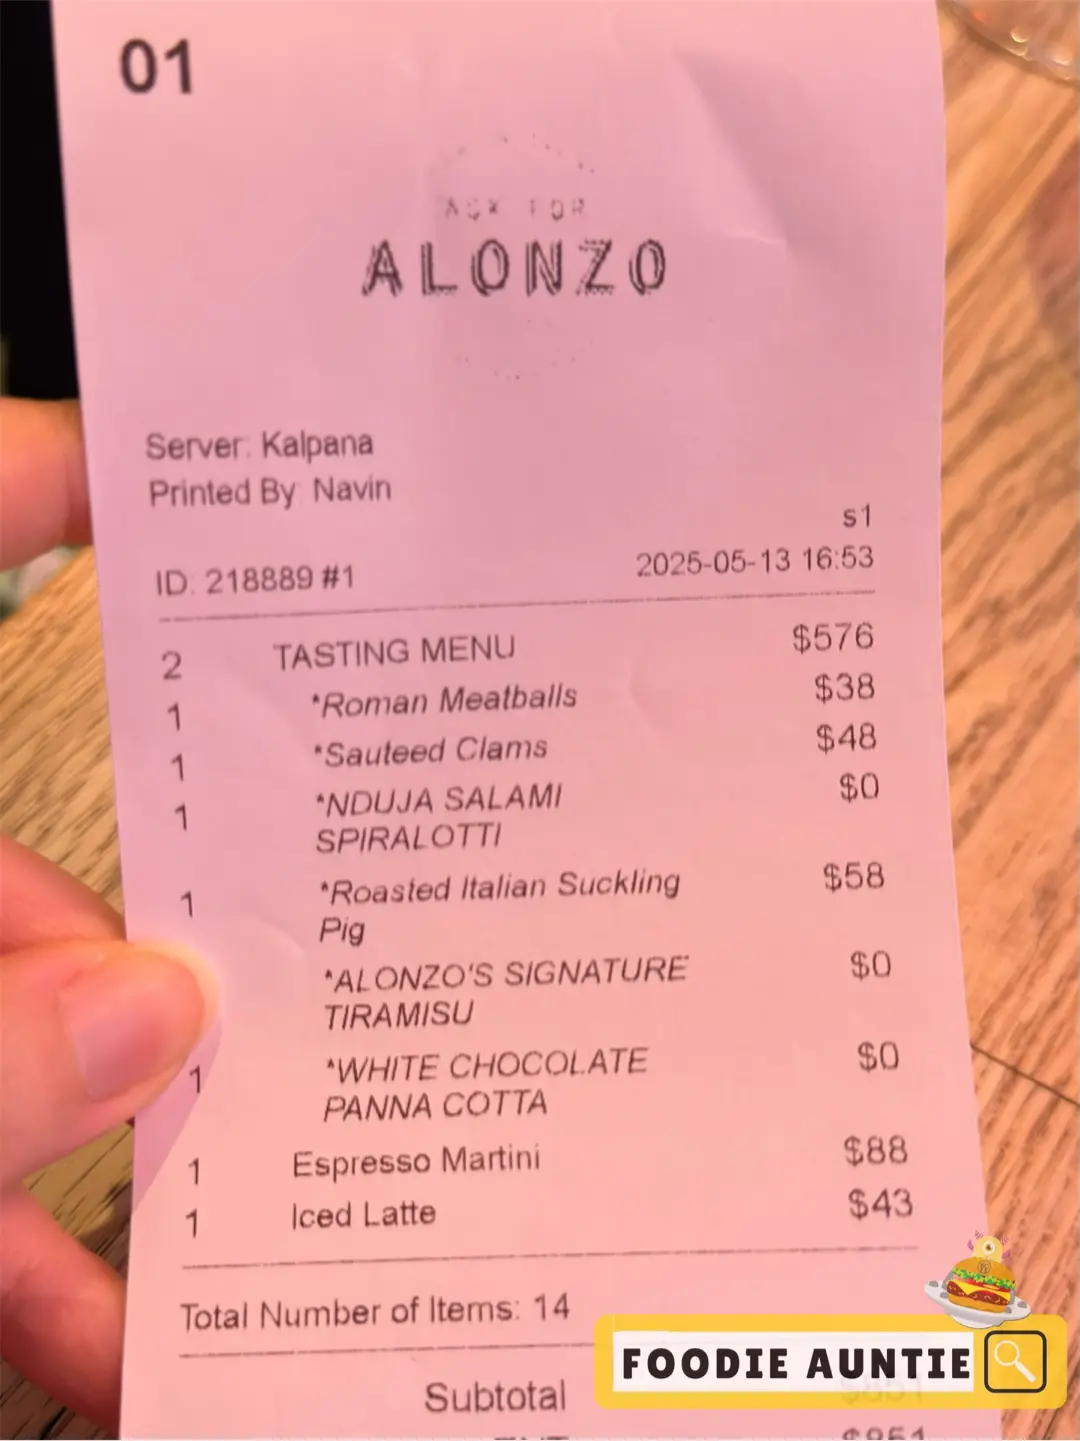 01
ASK FOR
ALONZO
Server: Kalpana
Printed By: Navin
s1
ID: 218889 #1 2025-05-13 16:53
2 TASTING MENU $576
1 *Roman Meatballs $38
1 *Sauteed Clams $48
1 *NDUJA SALAMI $0
SPIRALOTTI
1 *Roasted Italian Suckling $58
Pig
*ALONZO'S SIGNATURE $0
TIRAMISU
1 *WHITE CHOCOLATE $0
PANNA COTTA
1 Espresso Martini $88
1 Iced Latte $43
Total Number of Items: 14
FOODIE AUNTIE
Subtotal